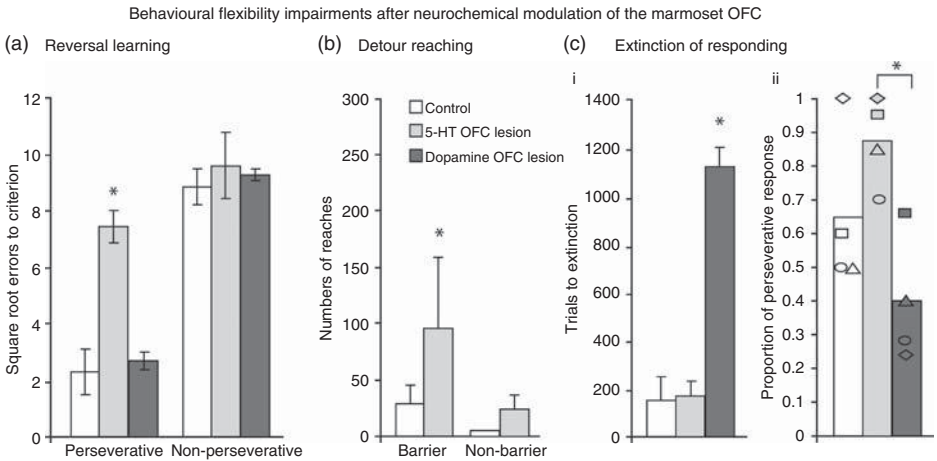 Behavioural flexibility impairments after neurochemical modulation of the marmoset OFC
(a) Reversal learning
Square root errors to criterion
12
10
8
6
4
2
0
*
Perseverative Non-perseverative
(b) Detour reaching
Numbers of reaches
300
250
200
150
100
50
0
Control
5-HT OFC lesion
Dopamine OFC lesion
*
Barrier Non-barrier
(c) Extinction of responding
i
Trials to extinction
1400
1200
1000
800
600
400
200
0
*
ii
Proportion of perseverative response
1
0.9
0.8
0.7
0.6
0.5
0.4
0.3
0.2
0.1
0
*